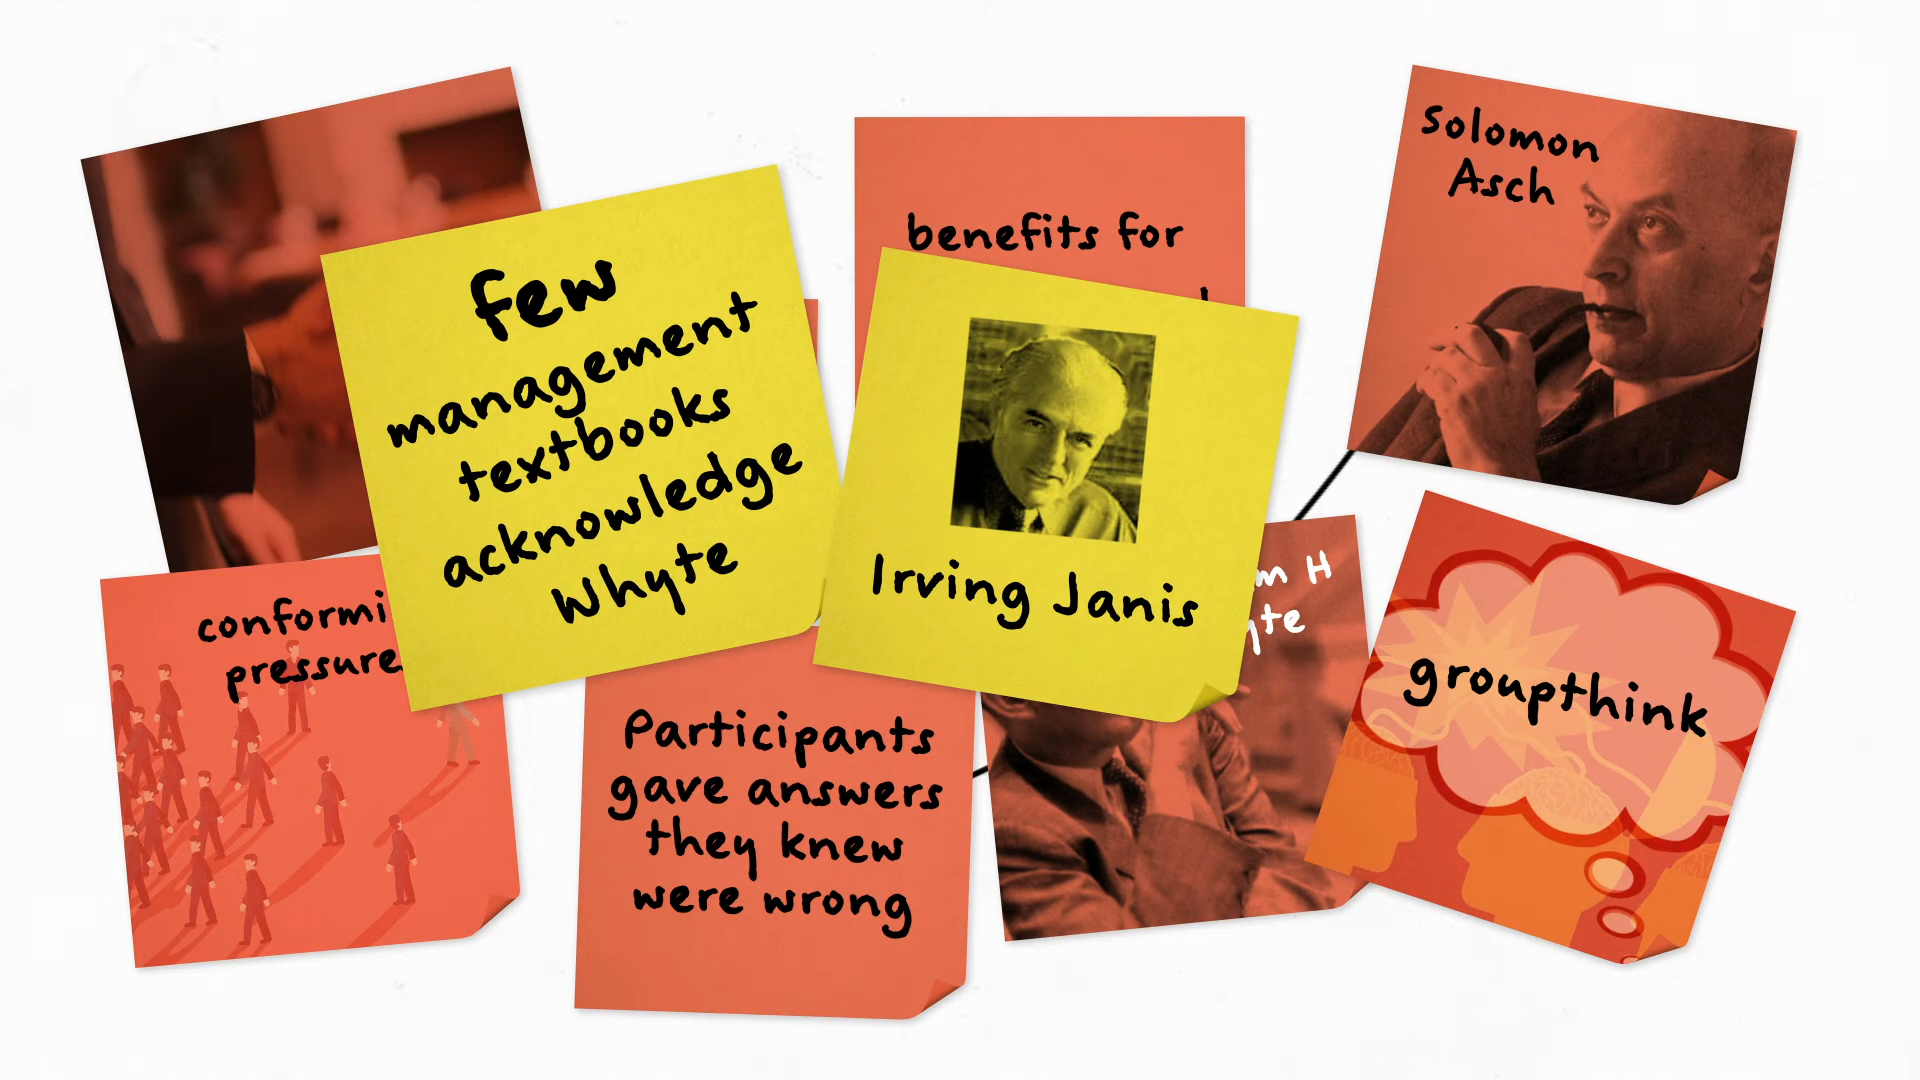 few
management
textbooks
acknowledge
Whyte
benefits for
Irving Janis
solomon
Asch
pressure
Participants
gave answers
they knew
were wrong
H
groupthink